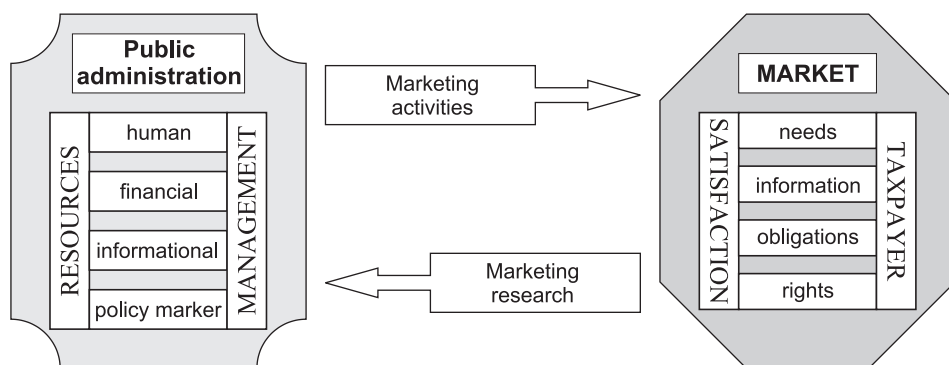 Public
administration
RESOURCES
human
financial
informational
policy marker
MANAGEMENT
Marketing
activities
Marketing
research
MARKET
SATISFACTION
needs
information
obligations
rights
TAXPAYER